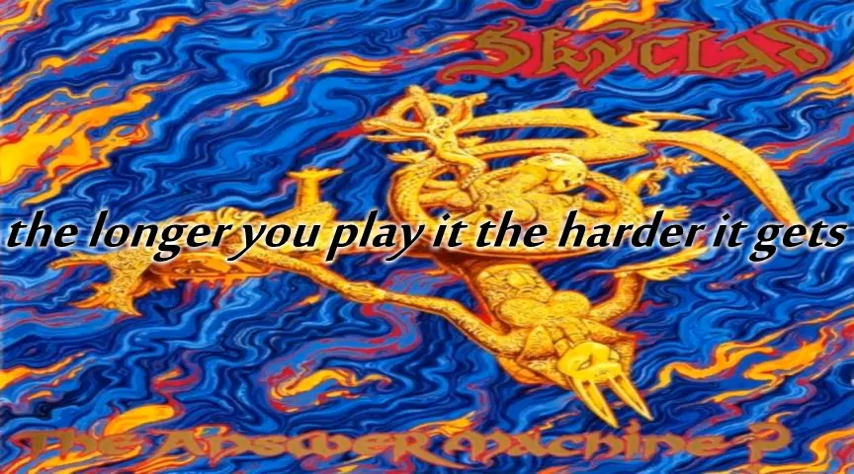 SKYCLAD
the longer you play it the harder it gets
The Answer Machine ?